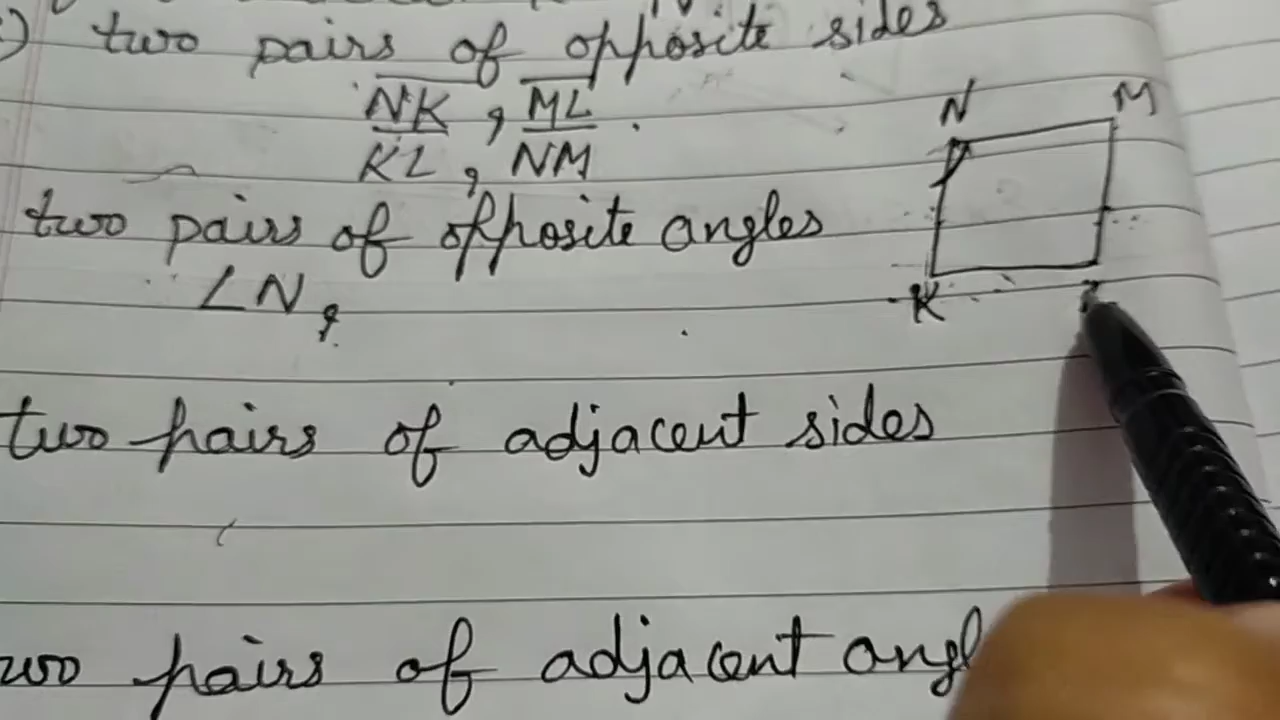 two pairs of opposite sides
NK, ML.
KL, NM
two pairs of opposite angles
∠N,
two pairs of adjacent sides
two pairs of adjacent angl
N M
K